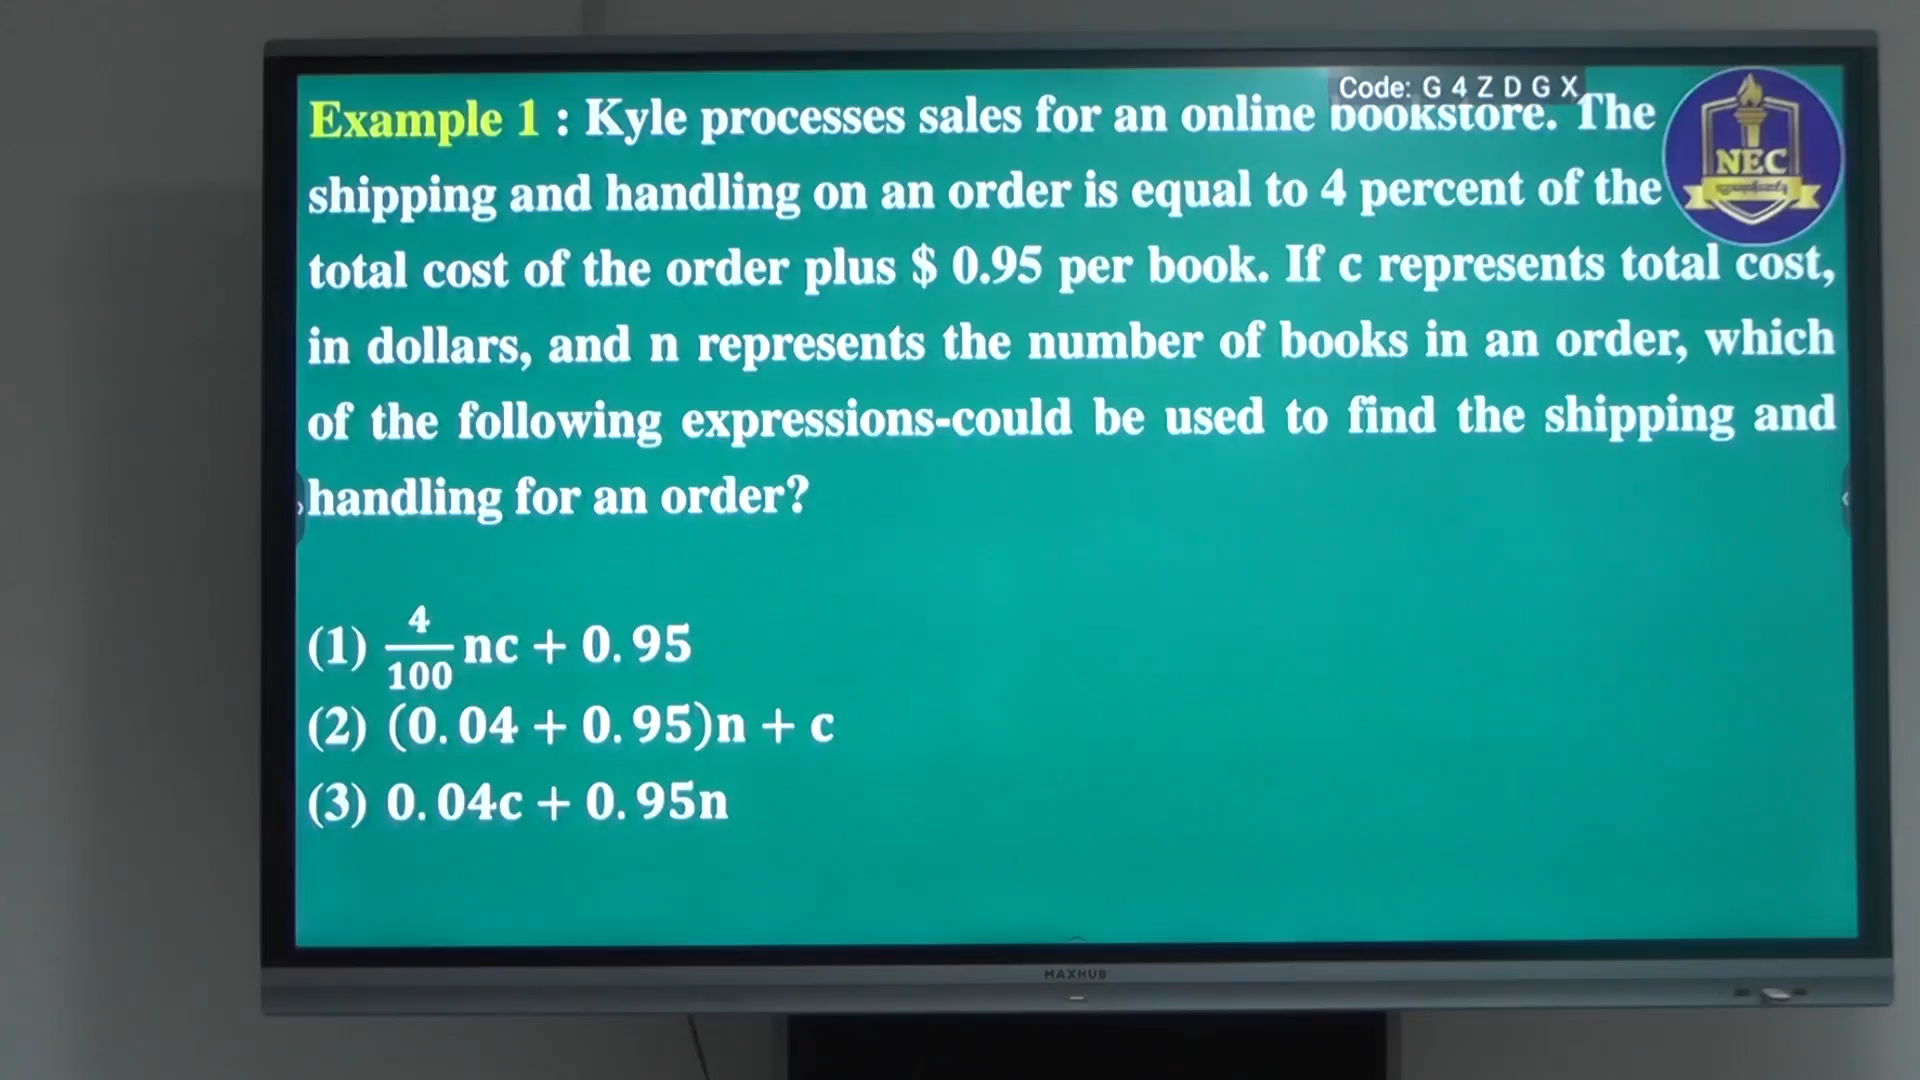 Code: G 4 Z D G X
Example 1 : Kyle processes sales for an online bookstore. The
shipping and handling on an order is equal to 4 percent of the
total cost of the order plus $ 0.95 per book. If c represents total cost,
in dollars, and n represents the number of books in an order, which
of the following expressions-could be used to find the shipping and
handling for an order?
(1) 4/100 nc + 0.95
(2) (0.04 + 0.95)n + c
(3) 0.04c + 0.95n
NEC
MAXHUB